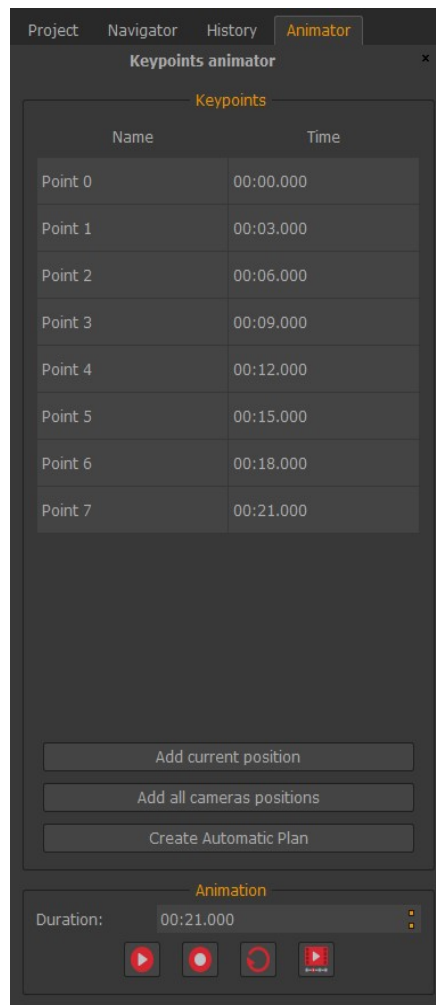 Project Navigator History Animator
Keypoints animator x
Keypoints
Name Time
Point 0 00:00.000
Point 1 00:03.000
Point 2 00:06.000
Point 3 00:09.000
Point 4 00:12.000
Point 5 00:15.000
Point 6 00:18.000
Point 7 00:21.000
Add current position
Add all cameras positions
Create Automatic Plan
Animation
Duration: 00:21.000